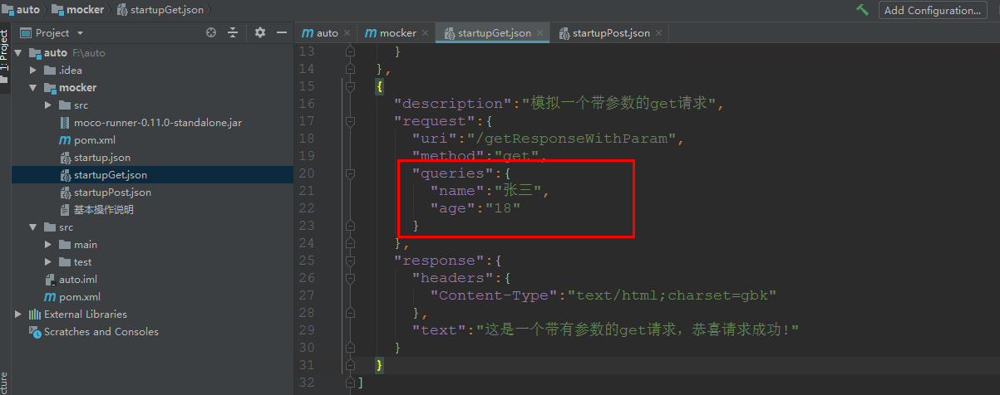 auto mocker startupGet.json Add Configuration...
1: Project
Project
auto mocker startupGet.json startupPost.json
auto F:\auto
.idea
mocker
src
moco-runner-0.11.0-standalone.jar
pom.xml
startup.json
startupGet.json
startupPost.json
基本操作说明
src
main
test
auto.iml
pom.xml
External Libraries
Scratches and Consoles
cture
13 }
14 },
15 {
16 "description":"模拟一个带参数的get请求",
17 "request":{
18 "uri":"/getResponseWithParam",
19 "method":"get",
20 "queries":{
21 "name":"张三",
22 "age":"18"
23 }
24 },
25 "response":{
26 "headers":{
27 "Content-Type":"text/html;charset=gbk"
28 },
29 "text":"这是一个带有参数的get请求，恭喜请求成功!"
30 }
31 }
32 ]